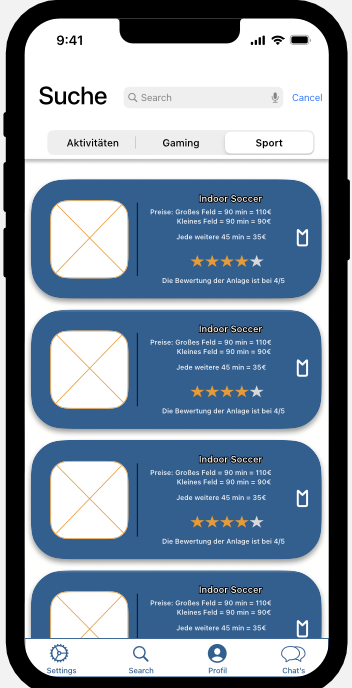 9:41
Suche
Search
Cancel
Aktivitäten Gaming Sport
Indoor Soccer
Preise: Großes Feld = 90 min = 110€
Kleines Feld = 90 min = 90€
Jede weitere 45 min = 35€
Die Bewertung der Anlage ist bei 4/5
Indoor Soccer
Preise: Großes Feld = 90 min = 110€
Kleines Feld = 90 min = 90€
Jede weitere 45 min = 35€
Die Bewertung der Anlage ist bei 4/5
Indoor Soccer
Preise: Großes Feld = 90 min = 110€
Kleines Feld = 90 min = 90€
Jede weitere 45 min = 35€
Die Bewertung der Anlage ist bei 4/5
Indoor Soccer
Preise: Großes Feld = 90 min = 110€
Kleines Feld = 90 min = 90€
Jede weitere 45 min = 35€
Settings Search Profil Chat's